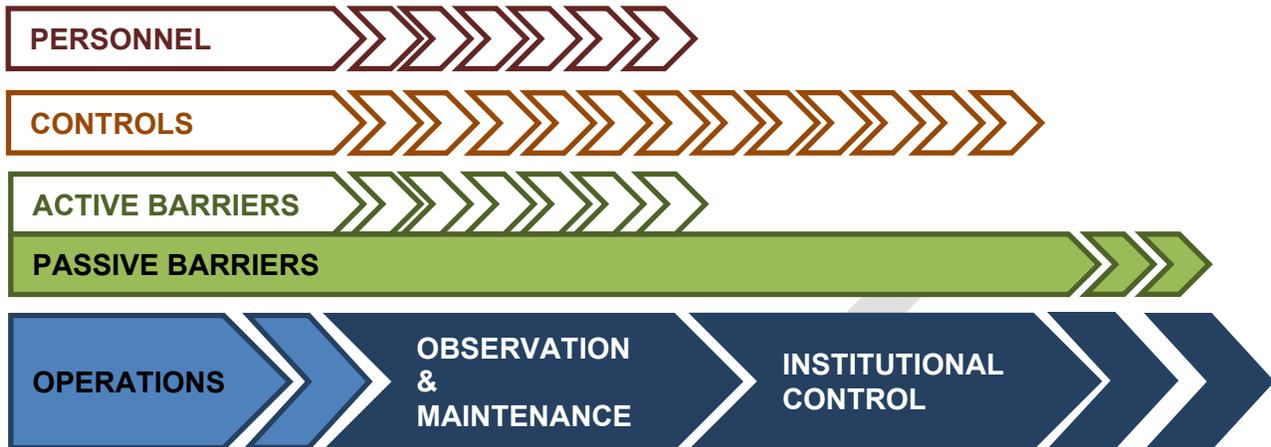 PERSONNEL
CONTROLS
ACTIVE BARRIERS
PASSIVE BARRIERS
OPERATIONS
OBSERVATION
&
MAINTENANCE
INSTITUTIONAL
CONTROL